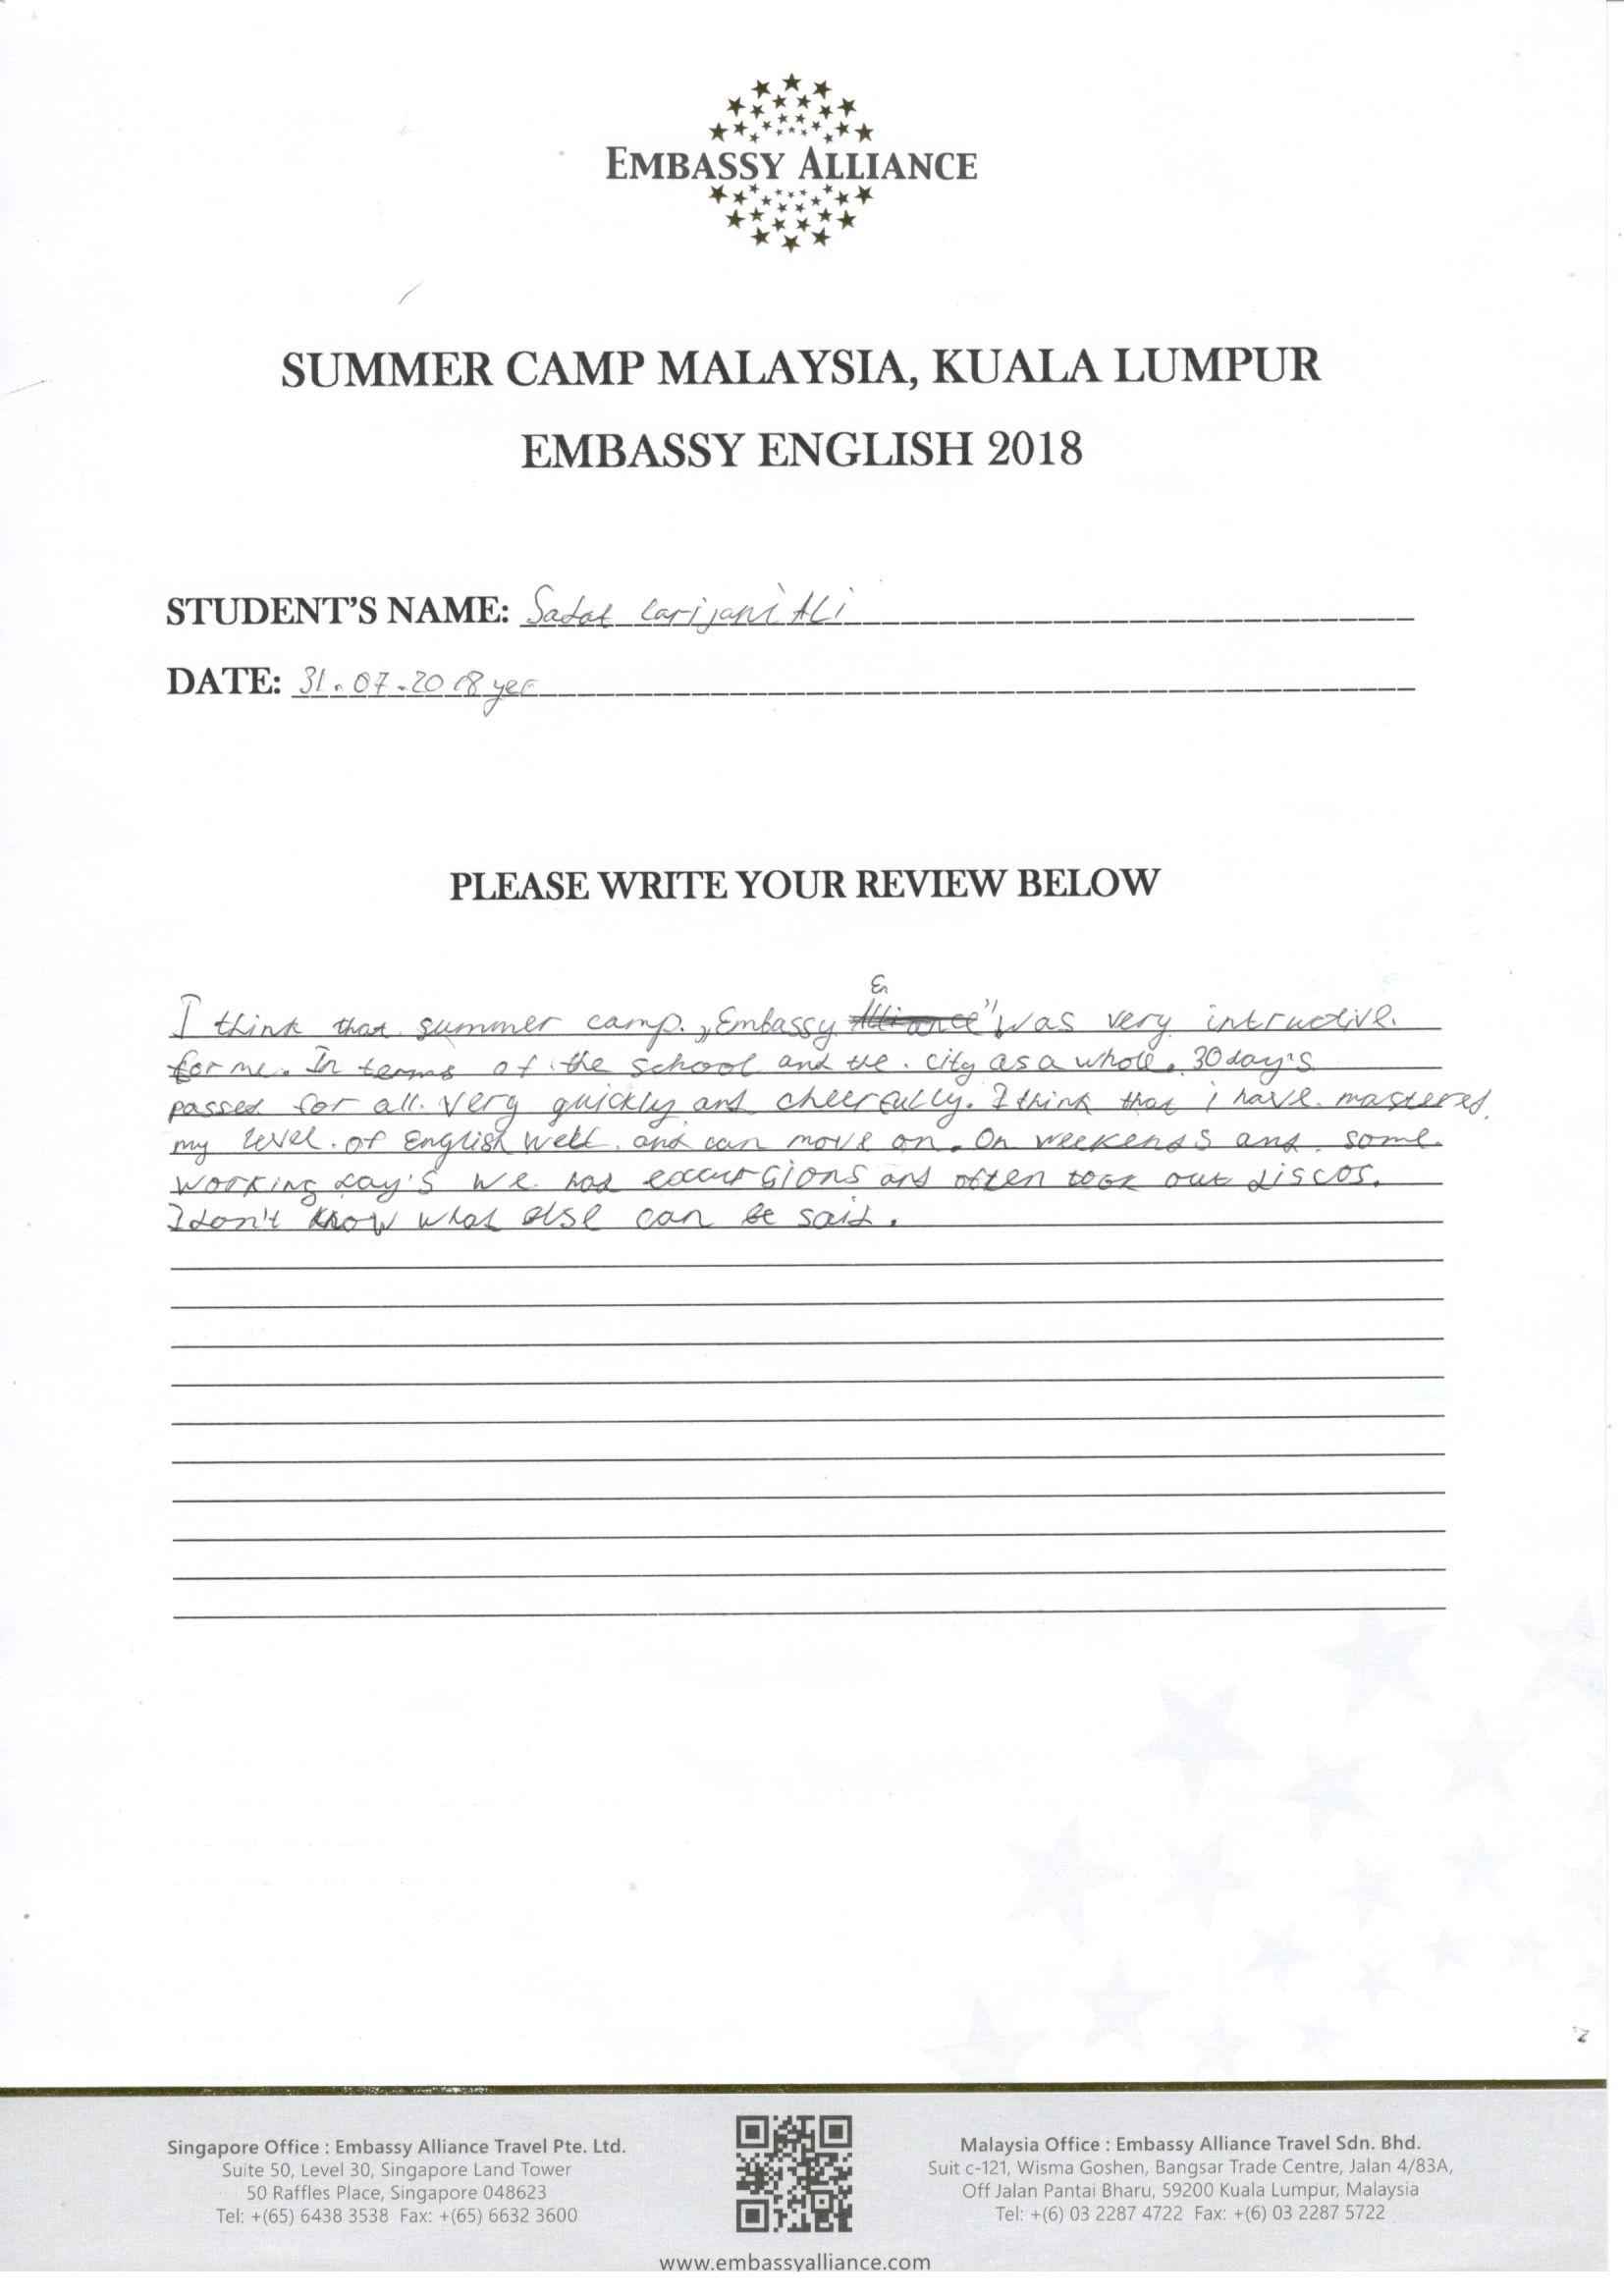 EMBASSY ALLIANCE
SUMMER CAMP MALAYSIA, KUALA LUMPUR
EMBASSY ENGLISH 2018
STUDENT'S NAME: Sadat Larijani Ali
DATE: 31.07.2018 yer
PLEASE WRITE YOUR REVIEW BELOW
En
I think that summer camp „Embassy Alliance" was very intructive
for me. In terms of the school and the city as a whole. 30 day's
passed for all very quickly and cheerfully. I think that i have mastered
my level of English well and can move on. On weekends and some
working day's we had excursions and often took out discos.
I don't know what else can be said.
Singapore Office : Embassy Alliance Travel Pte. Ltd.
Suite 50, Level 30, Singapore Land Tower
50 Raffles Place, Singapore 048623
Tel: +(65) 6438 3538 Fax: +(65) 6632 3600
Malaysia Office : Embassy Alliance Travel Sdn. Bhd.
Suit c-121, Wisma Goshen, Bangsar Trade Centre, Jalan 4/83A,
Off Jalan Pantai Bharu, 59200 Kuala Lumpur, Malaysia
Tel: +(6) 03 2287 4722 Fax: +(6) 03 2287 5722
www.embassyalliance.com